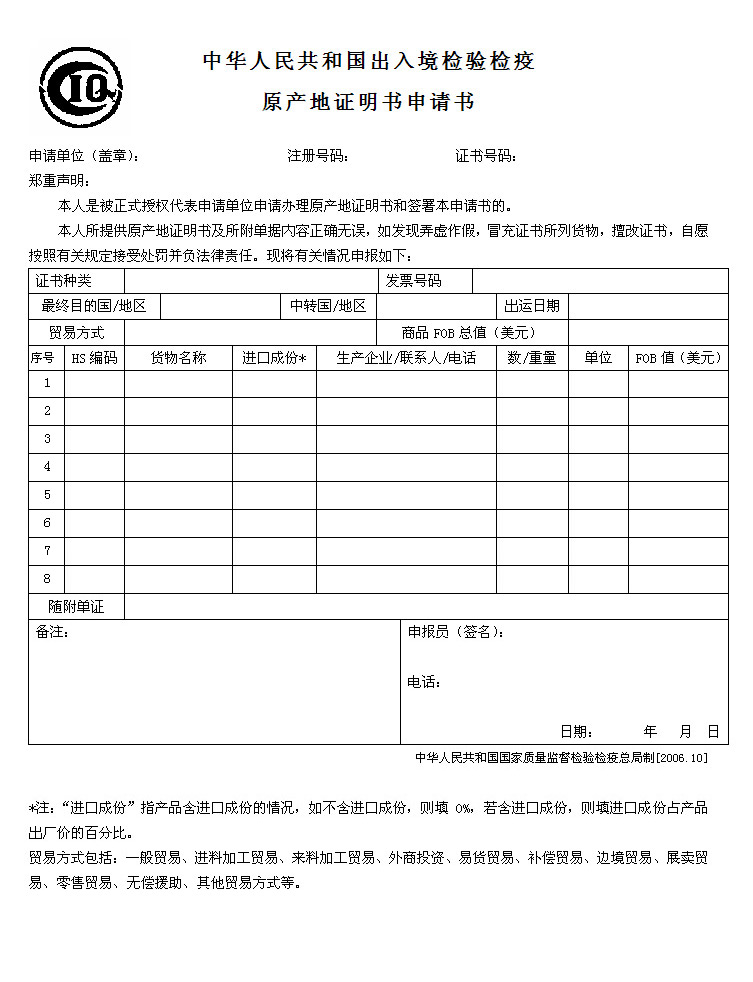 CIQ
中华人民共和国出入境检验检疫
原产地证明书申请书
申请单位（盖章）： 注册号码： 证书号码：
郑重声明：
本人是被正式授权代表申请单位申请办理原产地证明书和签署本申请书的。
本人所提供原产地证明书及所附单据内容正确无误，如发现弄虚作假，冒充证书所列货物，擅改证书，自愿
按照有关规定接受处罚并负法律责任。现将有关情况申报如下：
证书种类 发票号码
最终目的国/地区 中转国/地区 出运日期
贸易方式 商品 FOB 总值（美元）
序号 HS 编码 货物名称 进口成份* 生产企业/联系人/电话 数/重量 单位 FOB 值（美元）
1
2
3
4
5
6
7
8
随附单证
备注： 申报员（签名）：
电话：
日期： 年 月 日
中华人民共和国国家质量监督检验检疫总局制[2006.10]
*注：“进口成份”指产品含进口成份的情况，如不含进口成份，则填 0%，若含进口成份，则填进口成份占产品
出厂价的百分比。
贸易方式包括：一般贸易、进料加工贸易、来料加工贸易、外商投资、易货贸易、补偿贸易、边境贸易、展卖贸
易、零售贸易、无偿援助、其他贸易方式等。